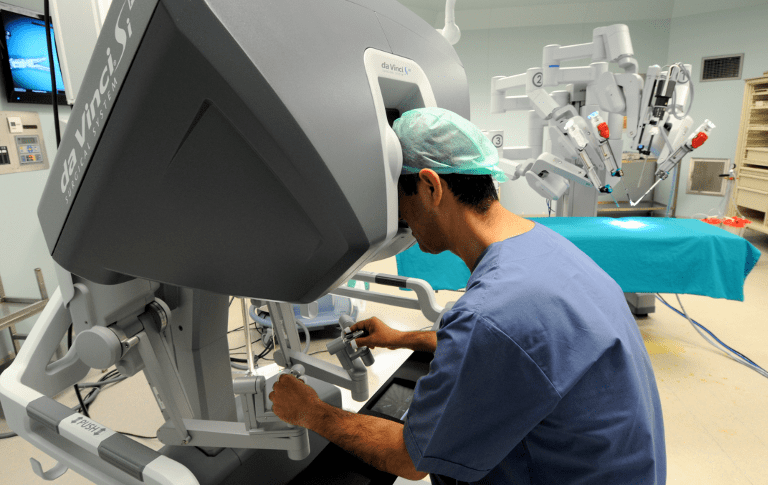 da Vinci Si
SURGICAL SYSTEM
da Vinci Si
PUSH
2
3